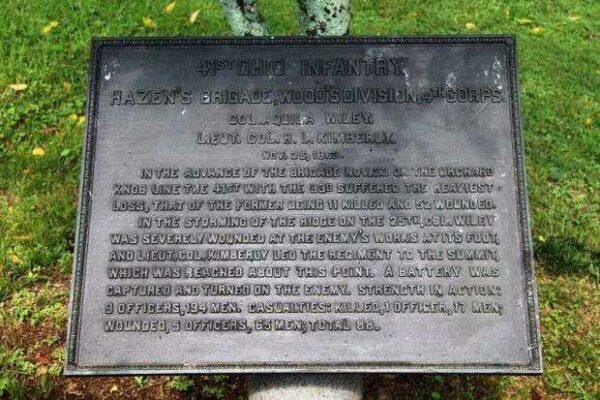 41ST OHIO INFANTRY
HAZEN'S BRIGADE, WOOD'S DIVISION, 4TH CORPS.
COL. AQUILA WILEY,
LIEUT. COL. R. L. KIMBERLY,
NOV. 25, 1863.
IN THE ADVANCE OF THE BRIGADE NOV. 23 ON THE ORCHARD
KNOB LINE THE 41ST WITH THE 93D SUFFERED THE HEAVIEST
LOSS, THAT OF THE FORMER BEING 11 KILLED AND 52 WOUNDED.
IN THE STORMING OF THE RIDGE ON THE 25TH, COL. WILEY
WAS SEVERELY WOUNDED AT THE ENEMY'S WORKS AT ITS FOOT,
AND LIEUT. COL. KIMBERLY LED THE REGIMENT TO THE SUMMIT,
WHICH WAS REACHED ABOUT THIS POINT. A BATTERY WAS
CAPTURED AND TURNED ON THE ENEMY. STRENGTH IN ACTION:
9 OFFICERS, 194 MEN. CASUALTIES: KILLED, 1 OFFICER, 17 MEN;
WOUNDED, 5 OFFICERS, 65 MEN; TOTAL 88.